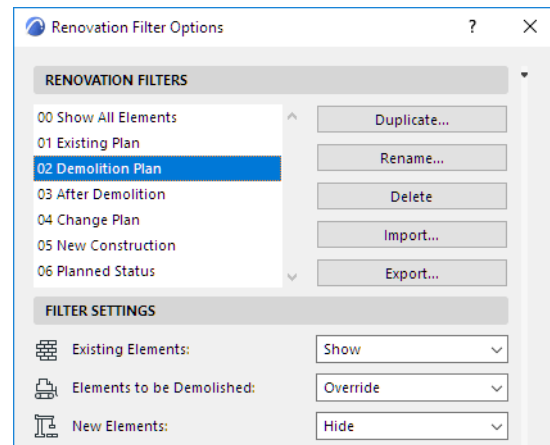 Renovation Filter Options
RENOVATION FILTERS
00 Show All Elements
01 Existing Plan
02 Demolition Plan
03 After Demolition
04 Change Plan
05 New Construction
06 Planned Status
Duplicate...
Rename...
Delete
Import...
Export...
FILTER SETTINGS
Existing Elements: Show
Elements to be Demolished: Override
New Elements: Hide